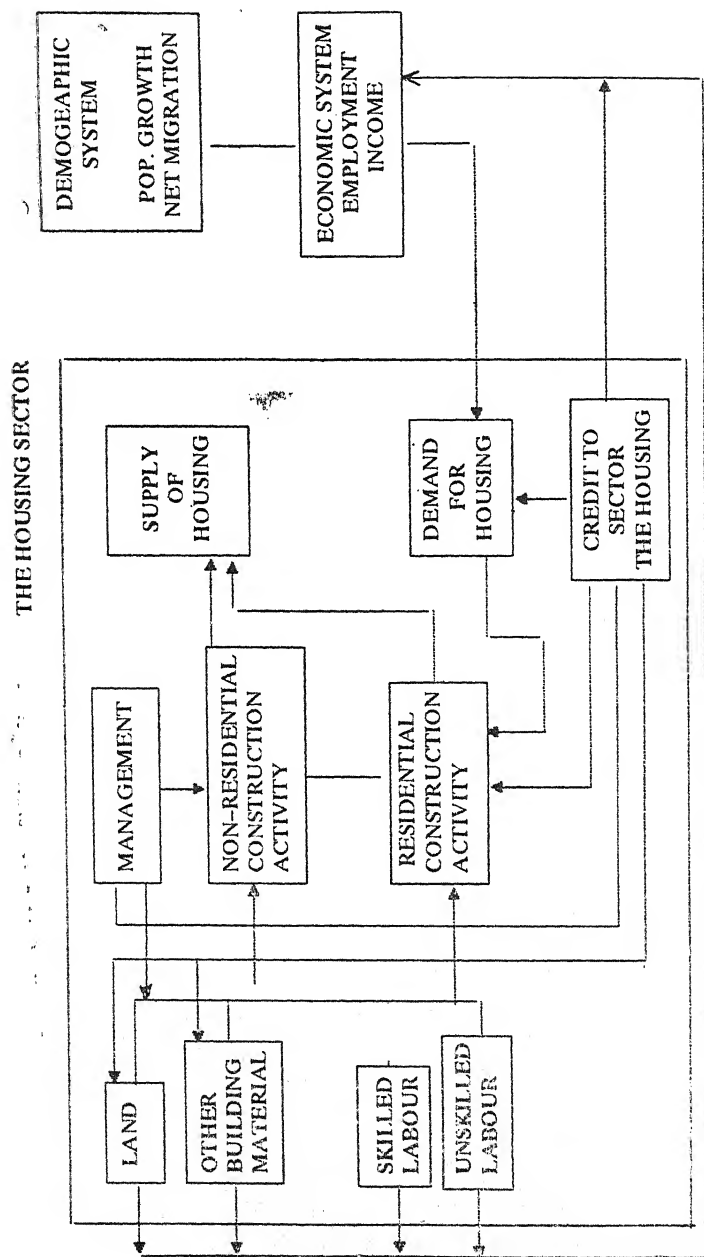 THE HOUSING SECTOR
DEMOGEAPHIC
SYSTEM
POP. GROWTH
NET MIGRATION
ECONOMIC SYSTEM
EMPLOYMENT
INCOME
SUPPLY
OF
HOUSING
DEMAND
FOR
HOUSING
CREDIT TO
SECTOR
THE HOUSING
MANAGEMENT
NON-RESIDENTIAL
CONSTRUCTION
ACTIVITY
RESIDENTIAL
CONSTRUCTION
ACTIVITY
LAND
OTHER
BUILDING
MATERIAL
SKILLED
LABOUR
UNSKILLED
LABOUR